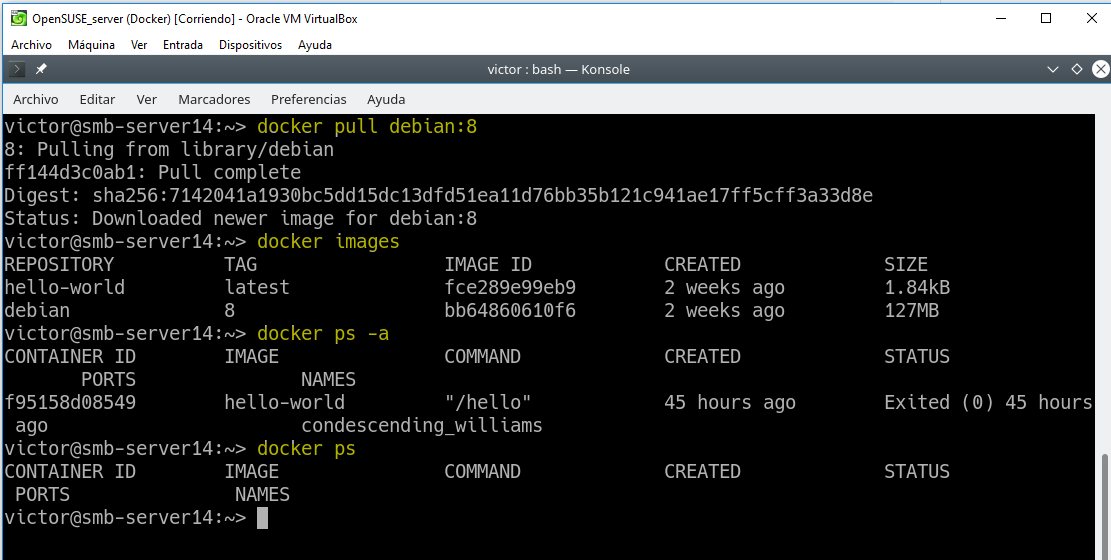 OpenSUSE_server (Docker) [Corriendo] - Oracle VM VirtualBox
Archivo Máquina Ver Entrada Dispositivos Ayuda
victor : bash — Konsole
Archivo Editar Ver Marcadores Preferencias Ayuda
victor@smb-server14:~> docker pull debian:8
8: Pulling from library/debian
ff144d3c0ab1: Pull complete
Digest: sha256:7142041a1930bc5dd15dc13dfd51ea11d76bb35b121c941ae17ff5cff3a33d8e
Status: Downloaded newer image for debian:8
victor@smb-server14:~> docker images
REPOSITORY          TAG                 IMAGE ID            CREATED             SIZE
hello-world         latest              fce289e99eb9        2 weeks ago         1.84kB
debian              8                   bb64860610f6        2 weeks ago         127MB
victor@smb-server14:~> docker ps -a
CONTAINER ID        IMAGE               COMMAND             CREATED             STATUS
       PORTS               NAMES
f95158d08549        hello-world         "/hello"            45 hours ago        Exited (0) 45 hours
 ago                       condescending_williams
victor@smb-server14:~> docker ps
CONTAINER ID        IMAGE               COMMAND             CREATED             STATUS
 PORTS               NAMES
victor@smb-server14:~>